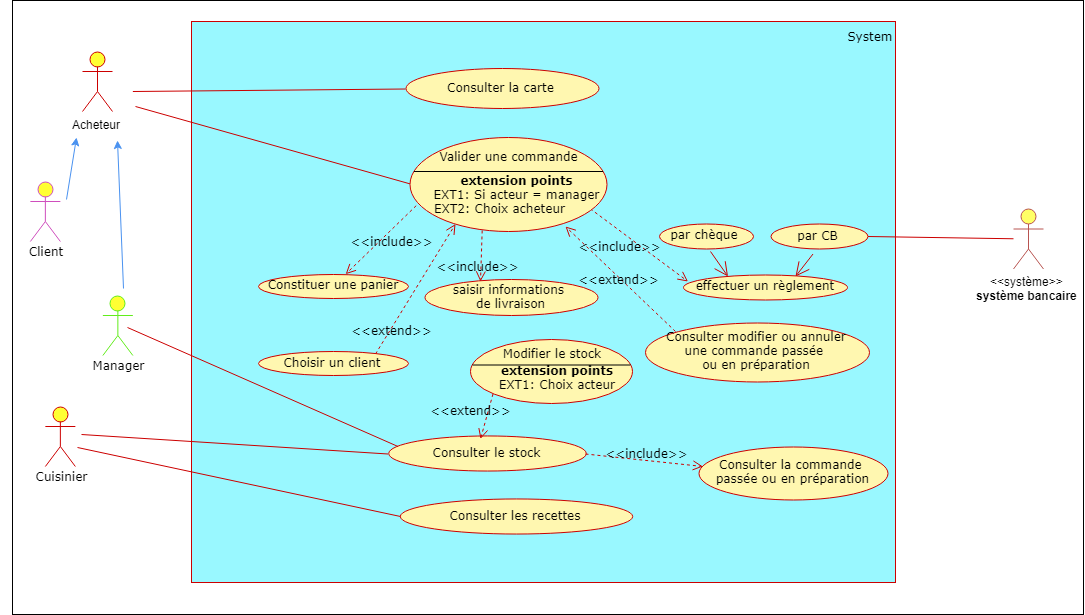 System
Consulter la carte
Acheteur
Valider une commande
extension points
EXT1: Si acteur = manager
EXT2: Choix acheteur
Client
<<include>>
<<include>>
<<include>>
<<extend>>
par chèque
par CB
<<système>>
système bancaire
Constituer une panier
saisir informations
de livraison
effectuer un règlement
<<extend>>
Manager
Choisir un client
Consulter modifier ou annuler
une commande passée
ou en préparation
Modifier le stock
extension points
EXT1: Choix acteur
<<extend>>
Cuisinier
Consulter le stock
<<include>>
Consulter la commande
passée ou en préparation
Consulter les recettes